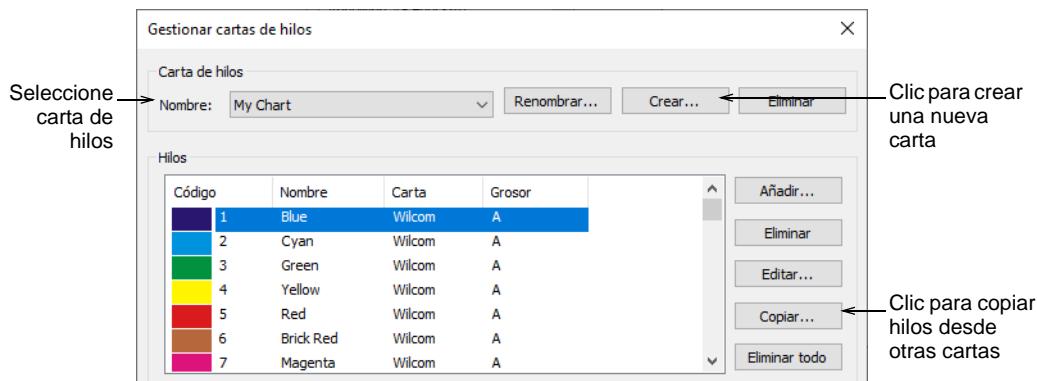 Gestionar cartas de hilos
Carta de hilos
Seleccione
carta de
hilos
Nombre: My Chart Renombrar... Crear... Eliminar
Clic para crear
una nueva
carta
Hilos
Código Nombre Carta Grosor
1 Blue Wilcom A
2 Cyan Wilcom A
3 Green Wilcom A
4 Yellow Wilcom A
5 Red Wilcom A
6 Brick Red Wilcom A
7 Magenta Wilcom A
Añadir...
Eliminar
Editar...
Copiar...
Eliminar todo
Clic para copiar
hilos desde
otras cartas